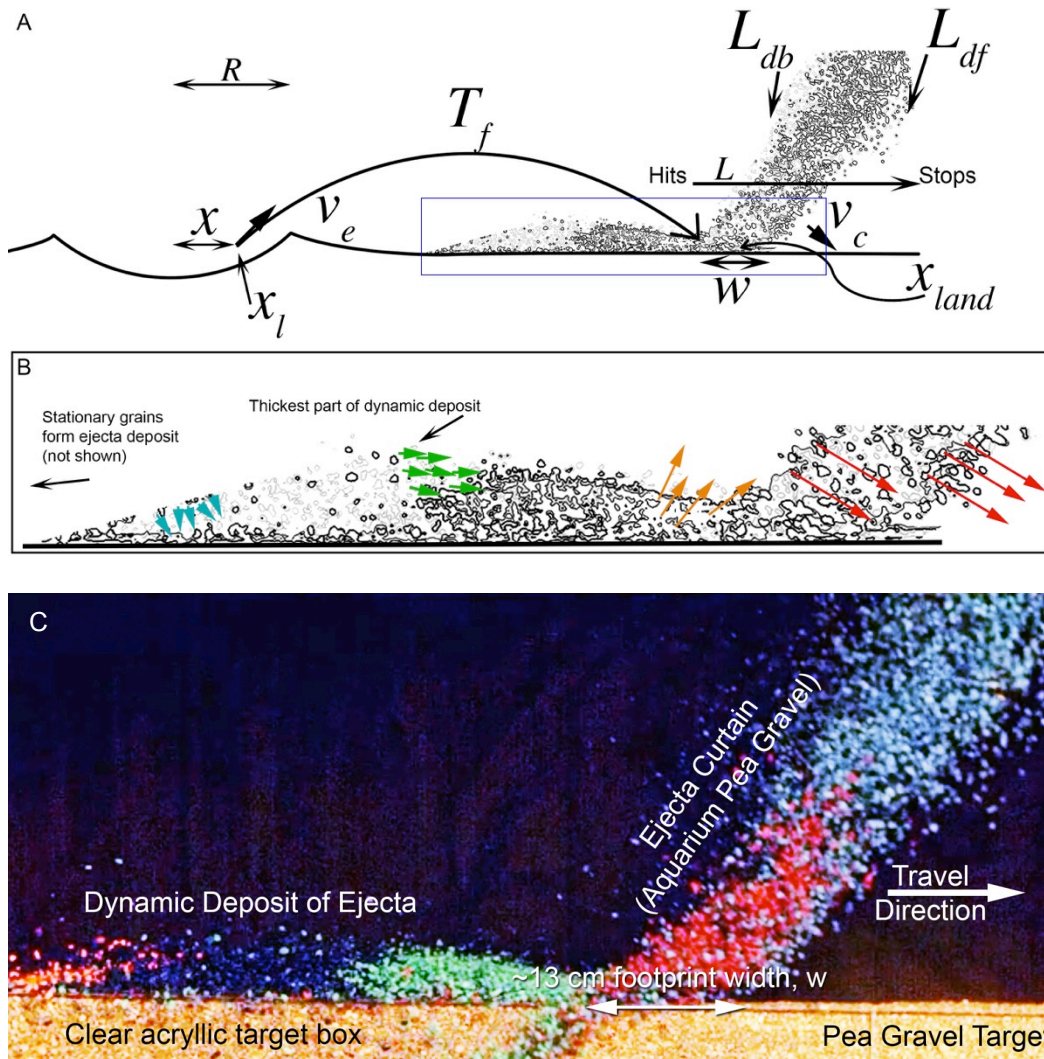 A
R
T_f
L_db
L_df
Hits
L
Stops
x
v_e
v_c
x_l
w
x_land
B
Stationary grains
form ejecta deposit
(not shown)
Thickest part of dynamic deposit
C
Ejecta Curtain
(Aquarium Pea Gravel)
Travel
Direction
Dynamic Deposit of Ejecta
~13 cm footprint width, w
Clear acryllic target box
Pea Gravel Target